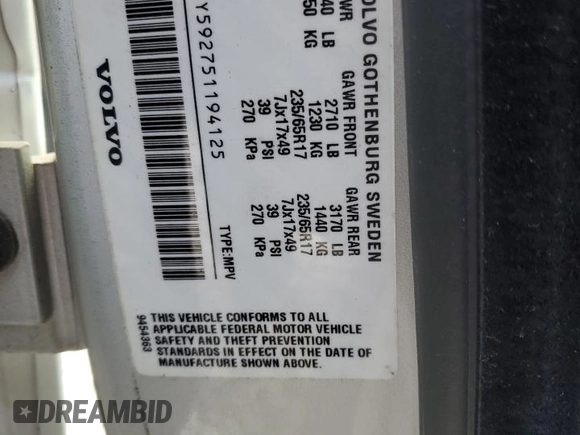 VOLVO
Y592751194125
40 LB
50 KG
GAWR
VOLVO GOTHENBURG SWEDEN
GAWR FRONT
2710 LB
1230 KG
235/65R17
7Jx17x49
39 PSI
270 KPa
GAWR REAR
3170 LB
1440 KG
235/65R17
7Jx17x49
39 PSI
270 KPa
TYPE:MPV
THIS VEHICLE CONFORMS TO ALL
APPLICABLE FEDERAL MOTOR VEHICLE
SAFETY AND THEFT PREVENTION
STANDARDS IN EFFECT ON THE DATE OF
MANUFACTURE SHOWN ABOVE.
9454363
DREAMBID